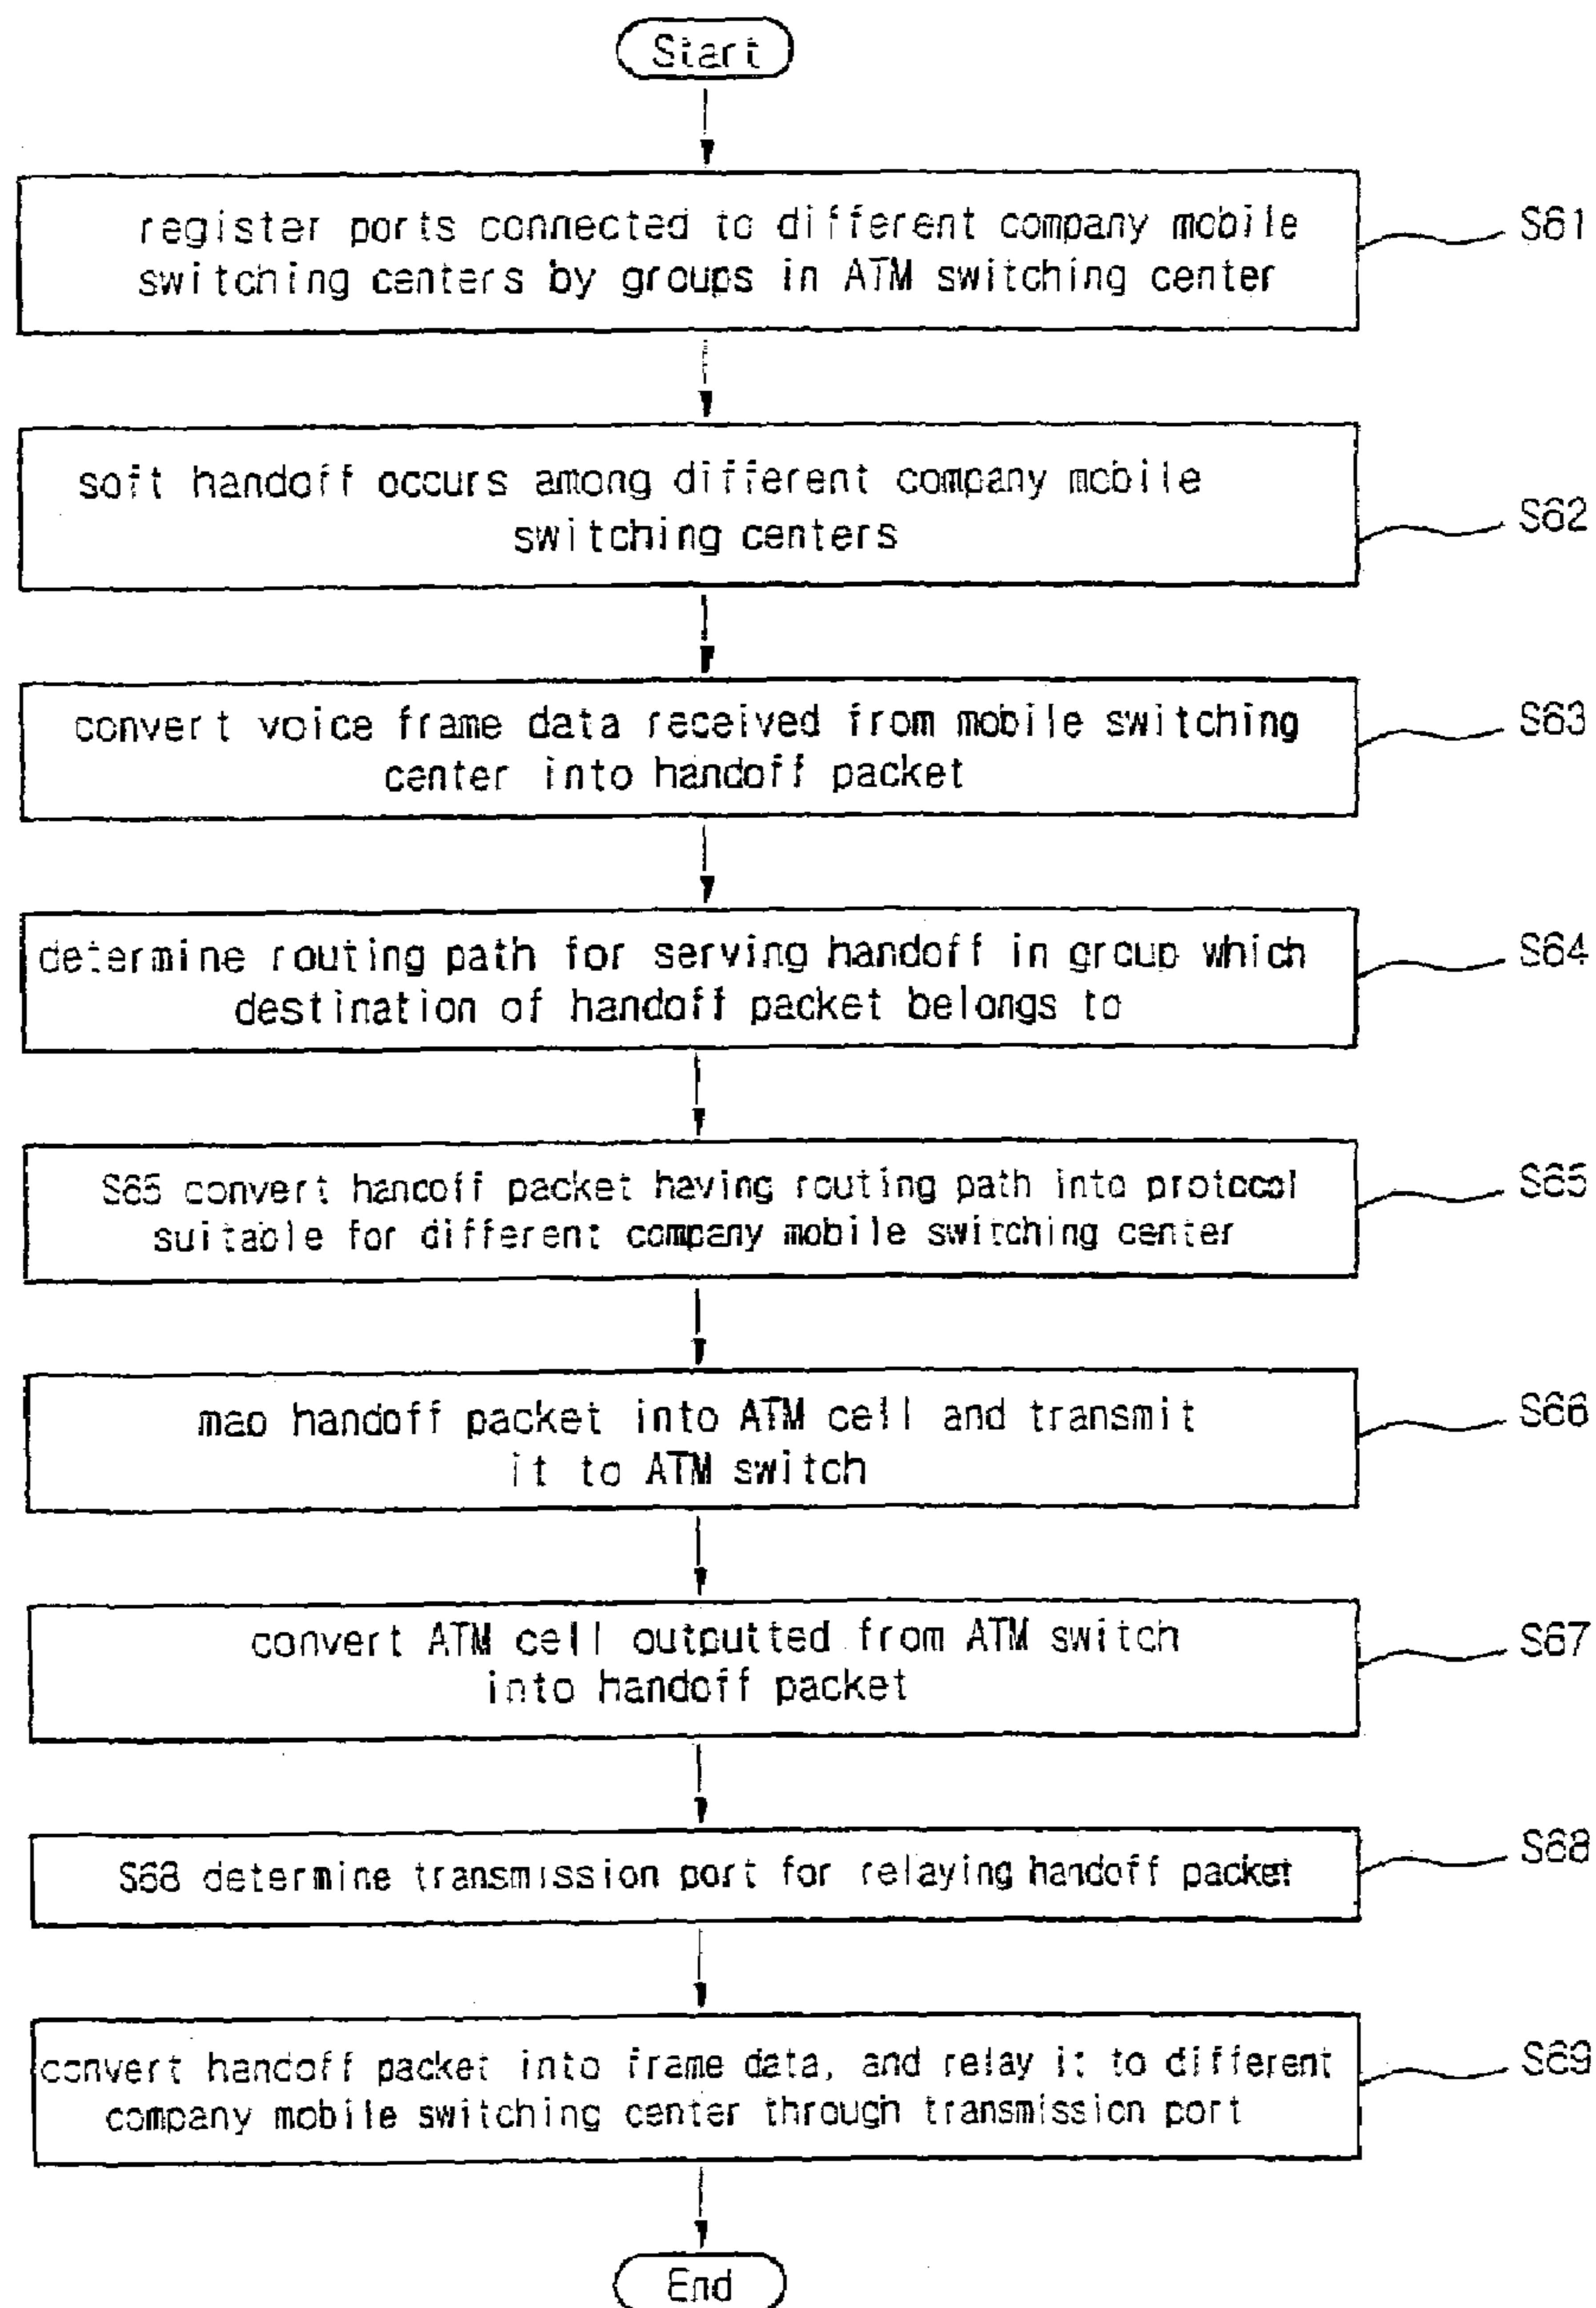 Start
register ports connected to different company mobile
switching centers by groups in ATM switching center
S61
soft handoff occurs among different company mobile
switching centers
S62
convert voice frame data received from mobile switching
center into handoff packet
S63
determine routing path for serving handoff in group which
destination of handoff packet belongs to
S64
S65 convert handoff packet having routing path into protocol
suitable for different company mobile switching center
S65
map handoff packet into ATM cell and transmit
it to ATM switch
S66
convert ATM cell outputted from ATM switch
into handoff packet
S67
S68 determine transmission port for relaying handoff packet
S68
convert handoff packet into frame data, and relay it to different
company mobile switching center through transmission port
S69
End